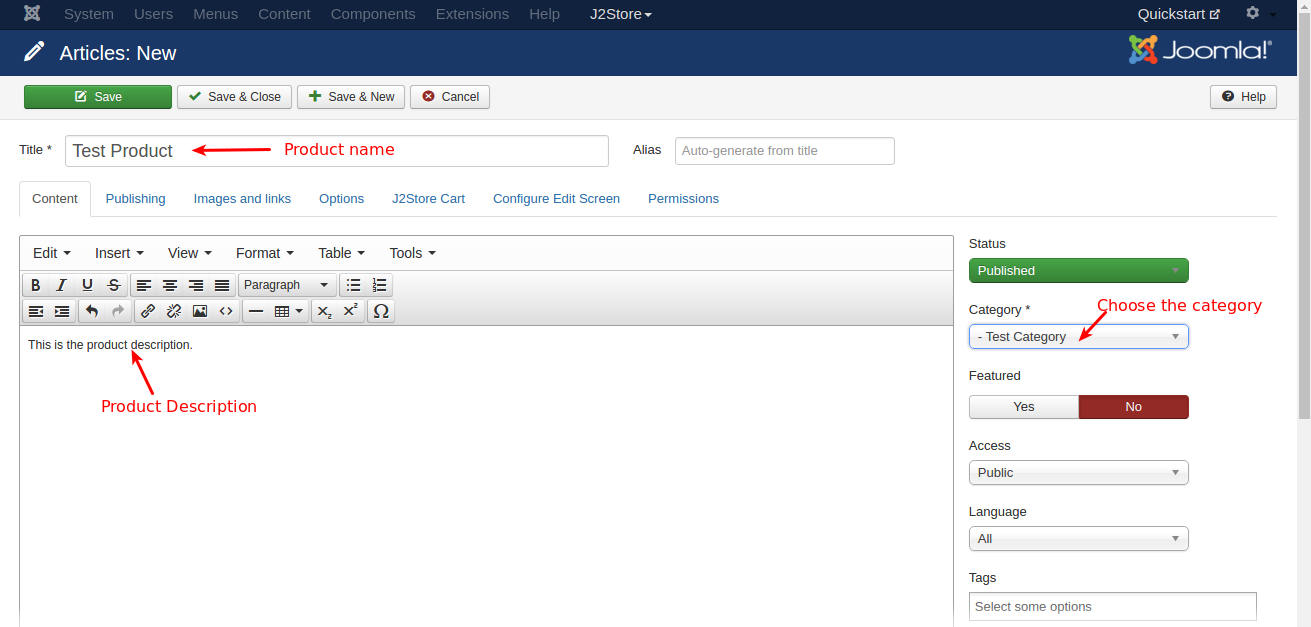 System Users Menus Content Components Extensions Help J2Store Quickstart
Articles: New Joomla!®
Save Save & Close Save & New Cancel Help
Title * Test Product Product name Alias Auto-generate from title
Content Publishing Images and links Options J2Store Cart Configure Edit Screen Permissions
Edit Insert View Format Table Tools
B I U S Paragraph
X₂ X² Ω
This is the product description.
Product Description
Status
Published
Category *
Choose the category
- Test Category
Featured
Yes No
Access
Public
Language
All
Tags
Select some options